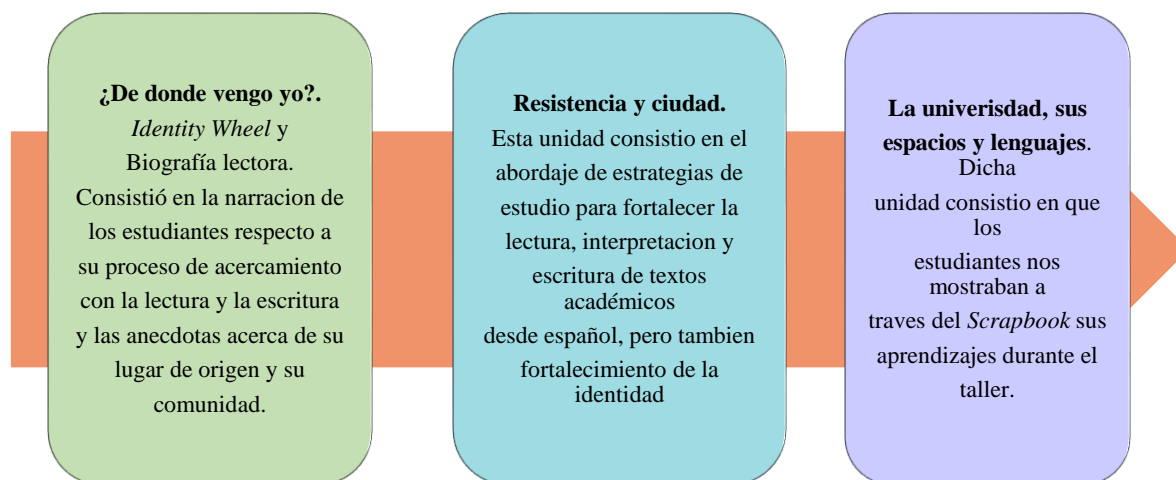 ¿De donde vengo yo?.
Identity Wheel y
Biografía lectora.
Consistió en la narracion de
los estudiantes respecto a
su proceso de acercamiento
con la lectura y la escritura
y las anecdotas acerca de su
lugar de origen y su
comunidad.
Resistencia y ciudad.
Esta unidad consistio en el
abordaje de estrategias de
estudio para fortalecer la
lectura, interpretacion y
escritura de textos
académicos
desde español, pero tambien
fortalecimiento de la
identidad
La univerisdad, sus
espacios y lenguajes.
Dicha
unidad consistio en que
los
estudiantes nos
mostraban a
traves del Scrapbook sus
aprendizajes durante el
taller.